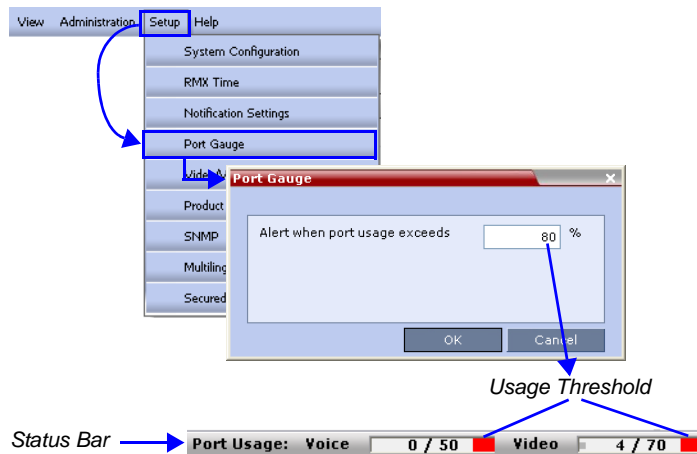 View Administration Setup Help
System Configuration
RMX Time
Notification Settings
Port Gauge
Port Gauge
Product
SNMP
Multiling
Secured
Alert when port usage exceeds 80 %
OK Cancel
Usage Threshold
Status Bar
Port Usage: Voice 0 / 50 Video 4 / 70